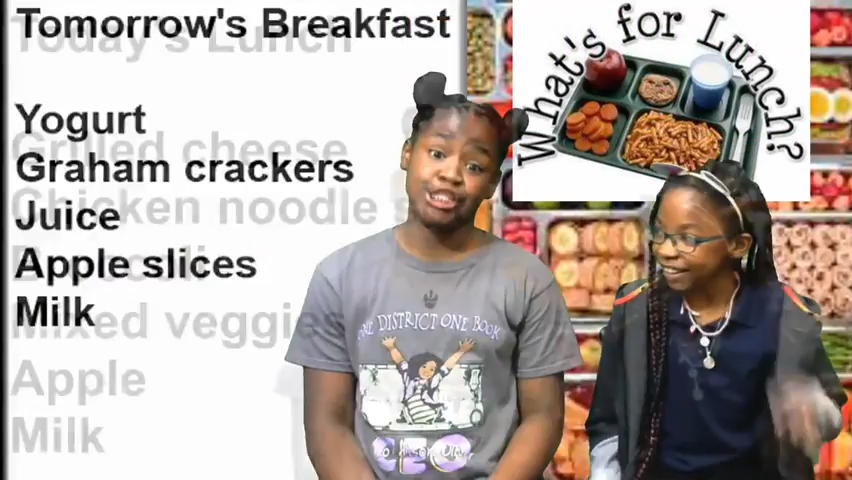 Tomorrow's Breakfast
Today's Lunch
Yogurt
Grilled cheese
Graham crackers
Chicken noodle
Juice
Apple slices
Milk
Mixed veggies
Apple
Milk
What's for Lunch?
ONE DISTRICT ONE BOOK
CEO